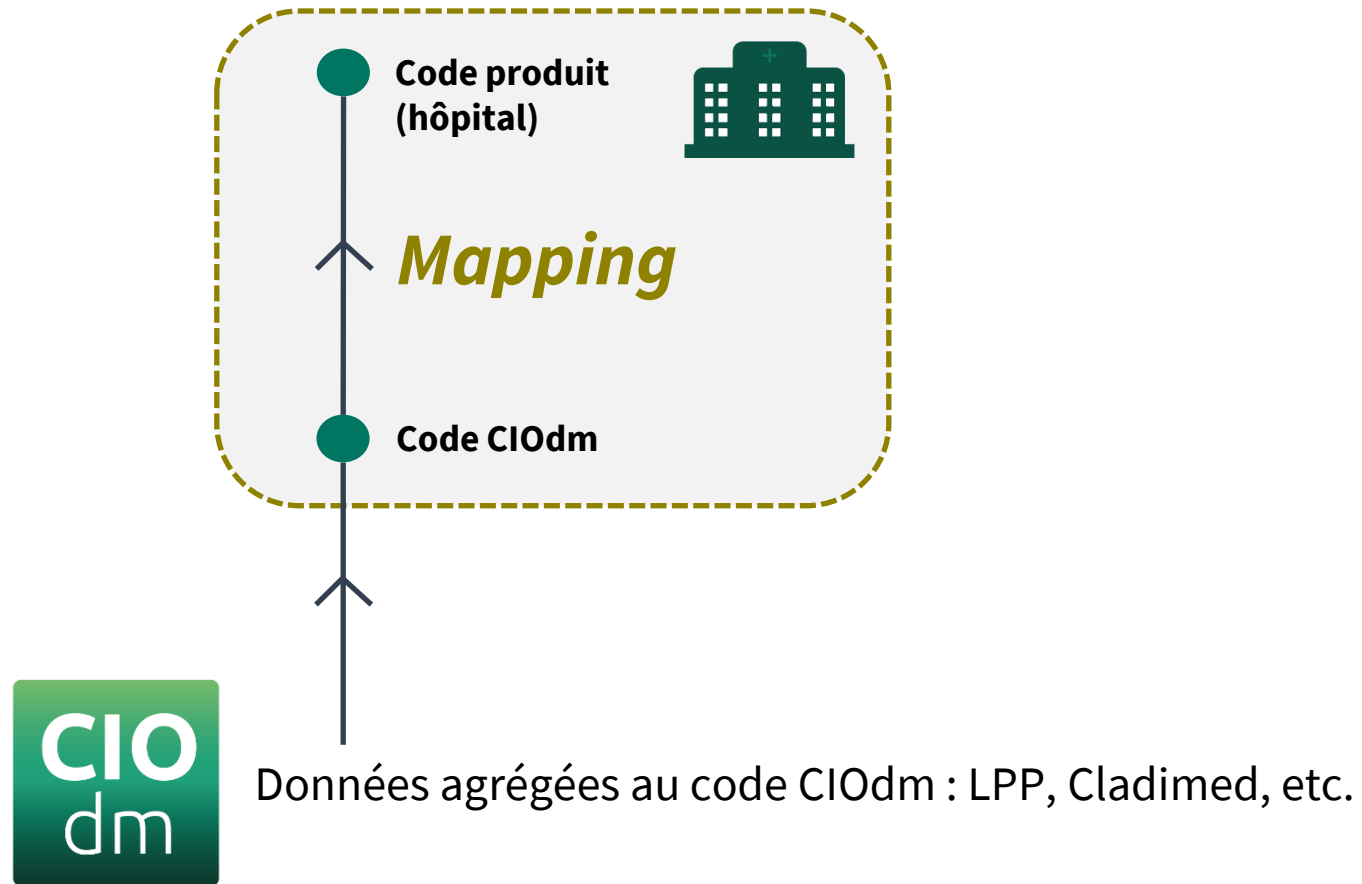 Code produit
(hôpital)
Mapping
Code CIOdm
CIO
dm
Données agrégées au code CIOdm : LPP, Cladimed, etc.